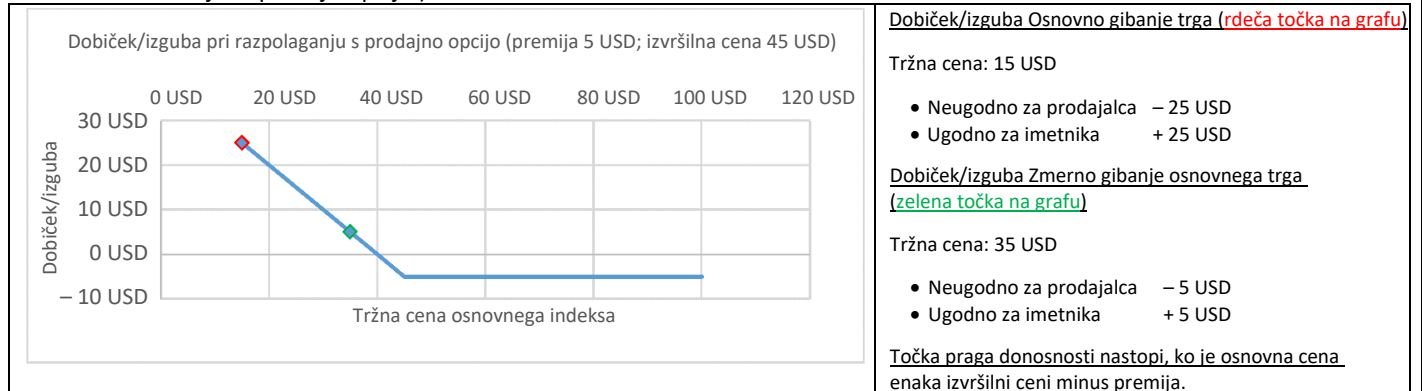 Dobiček/izguba pri razpolaganju s prodajno opcijo (premija 5 USD; izvršilna cena 45 USD)
0 USD 20 USD 40 USD 60 USD 80 USD 100 USD 120 USD
30 USD
20 USD
10 USD
0 USD
– 10 USD
Dobiček/izguba
Tržna cena osnovnega indeksa
Dobiček/izguba Osnovno gibanje trga (rdeča točka na grafu)
Tržna cena: 15 USD
• Neugodno za prodajalca – 25 USD
• Ugodno za imetnika + 25 USD
Dobiček/izguba Zmerno gibanje osnovnega trga
(zelena točka na grafu)
Tržna cena: 35 USD
• Neugodno za prodajalca – 5 USD
• Ugodno za imetnika + 5 USD
Točka praga donosnosti nastopi, ko je osnovna cena
enaka izvršilni ceni minus premija.